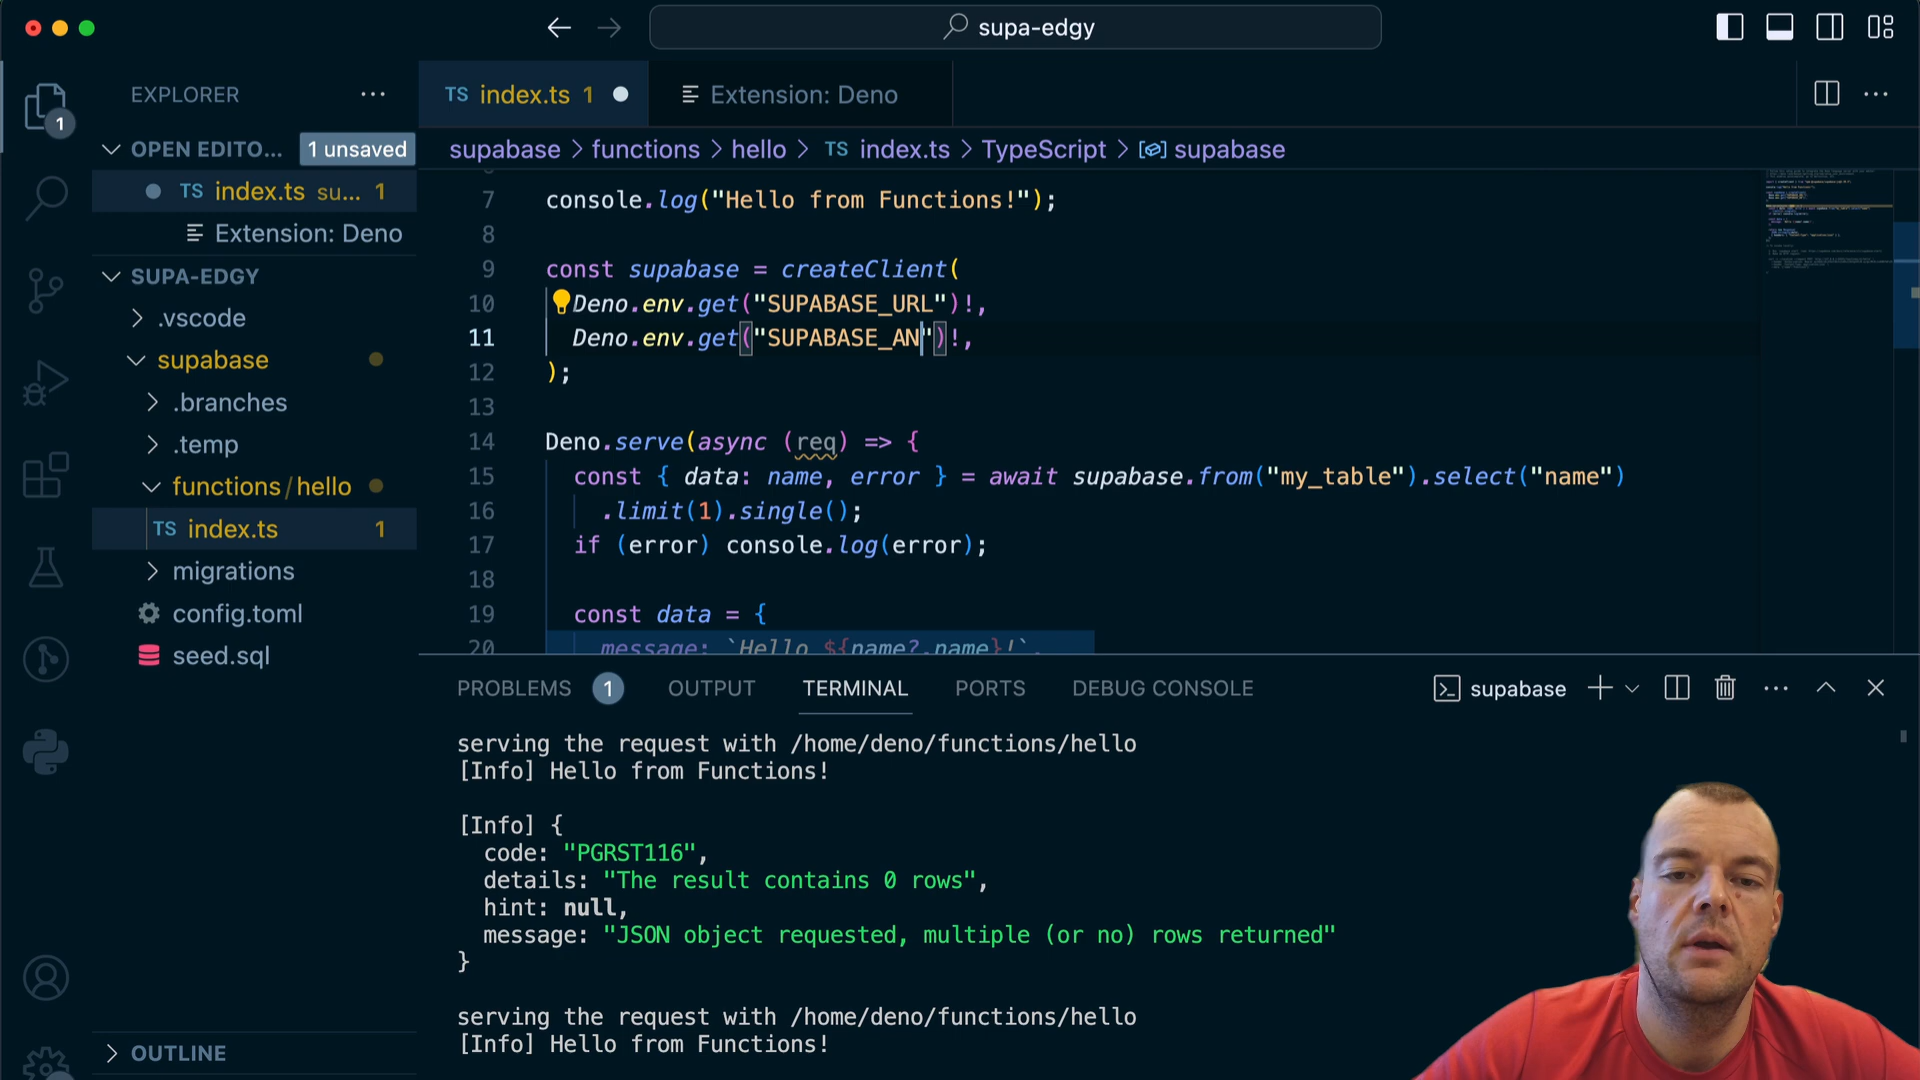 supa-edgy
EXPLORER
TS index.ts 1
Extension: Deno
1
OPEN EDITO... 1 unsaved
supabase > functions > hello > TS index.ts > TypeScript > supabase
TS index.ts su... 1
Extension: Deno
SUPA-EDGY
.vscode
supabase
.branches
.temp
functions/hello
TS index.ts 1
migrations
config.toml
seed.sql
OUTLINE
7 console.log("Hello from Functions!");
8
9 const supabase = createClient(
10 Deno.env.get("SUPABASE_URL")!,
11 Deno.env.get("SUPABASE_AN")!,
12 );
13
14 Deno.serve(async (req) => {
15 const { data: name, error } = await supabase.from("my_table").select("name")
16 .limit(1).single();
17 if (error) console.log(error);
18
19 const data = {
20 message: `Hello ${name?.name}!`,
PROBLEMS 1 OUTPUT TERMINAL PORTS DEBUG CONSOLE supabase
serving the request with /home/deno/functions/hello
[Info] Hello from Functions!
[Info] {
code: "PGRST116",
details: "The result contains 0 rows",
hint: null,
message: "JSON object requested, multiple (or no) rows returned"
}
serving the request with /home/deno/functions/hello
[Info] Hello from Functions!